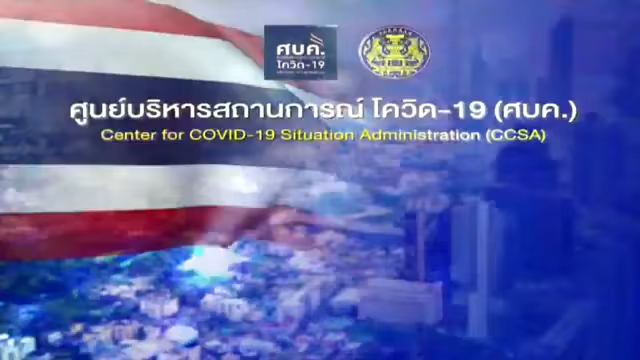 ศบค.
โควิด-19
ศูนย์บริหารสถานการณ์ โควิด-19 (ศบค.)
Center for COVID-19 Situation Administration (CCSA)